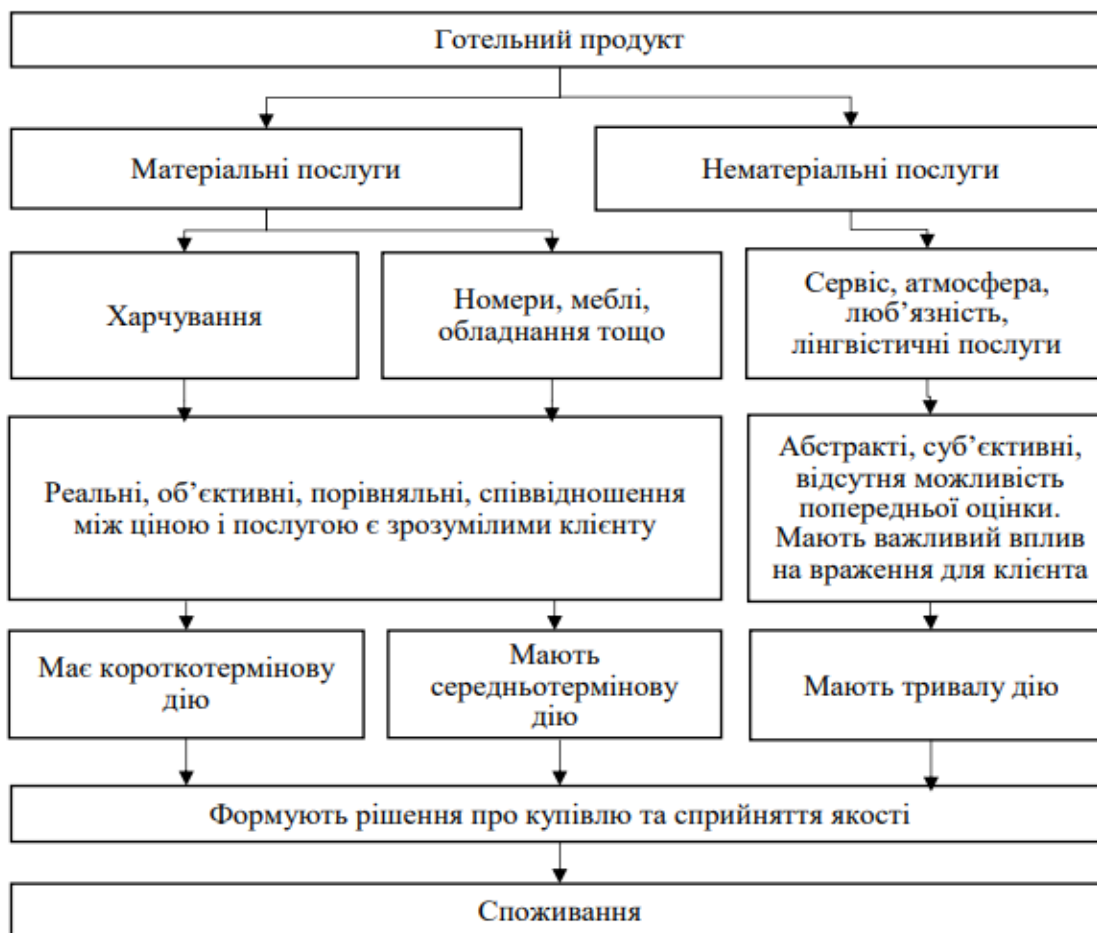 Готельний продукт
Матеріальні послуги
Нематеріальні послуги
Харчування
Номери, меблі,
обладнання тощо
Сервіс, атмосфера,
люб’язність,
лінгвістичні послуги
Реальні, об’єктивні, порівняльні, співвідношення
між ціною і послугою є зрозумілими клієнту
Абстракті, суб’єктивні,
відсутня можливість
попередньої оцінки.
Мають важливий вплив
на враження для клієнта
Має короткотермінову
дію
Мають
середньотермінову
дію
Мають тривалу дію
Формують рішення про купівлю та сприйняття якості
Споживання